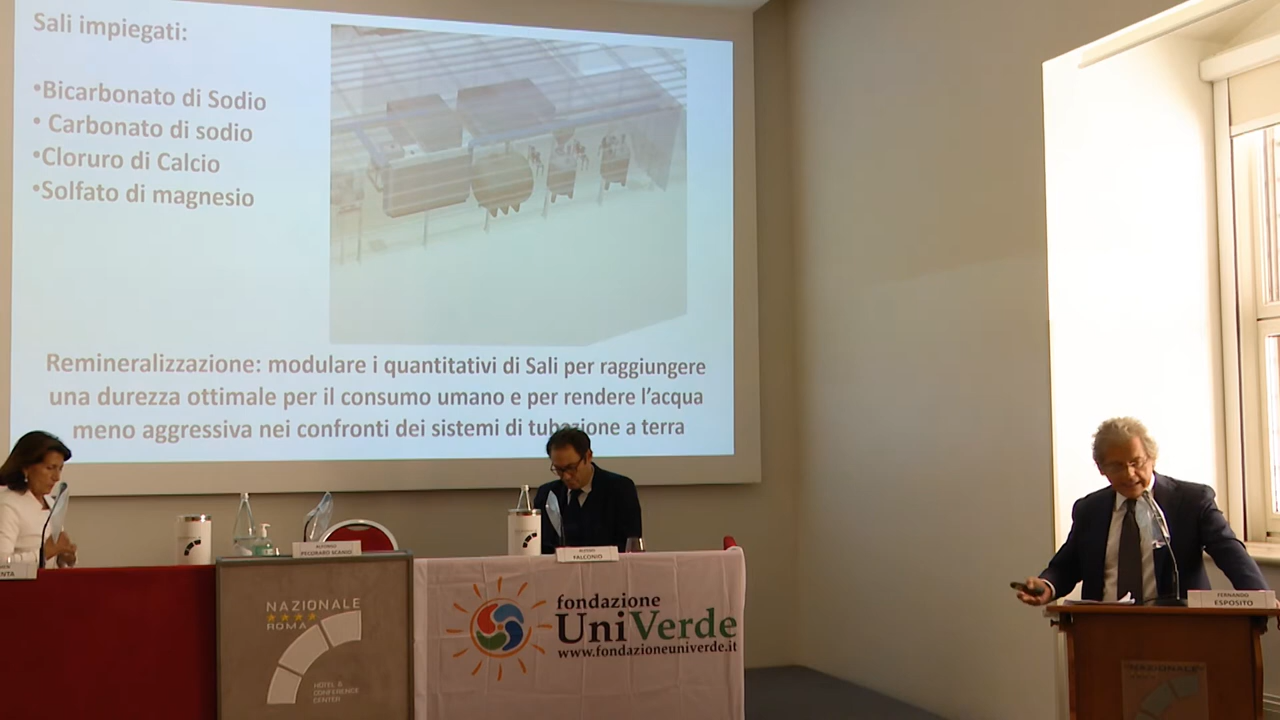 Sali impiegati:
•Bicarbonato di Sodio
• Carbonato di sodio
•Cloruro di Calcio
•Solfato di magnesio
Remineralizzazione: modulare i quantitativi di Sali per raggiungere
una durezza ottimale per il consumo umano e per rendere l'acqua
meno aggressiva nei confronti dei sistemi di tubazione a terra
ALFONSO
PECORARO SCANIO
FALCONIO
FERNANDO
ESPOSITO
NAZIONALE
ROMA
HOTEL &
CONFERENCE
CENTER
fondazione
UniVerde
www.fondazioneuniverde.it
NAZIONALE